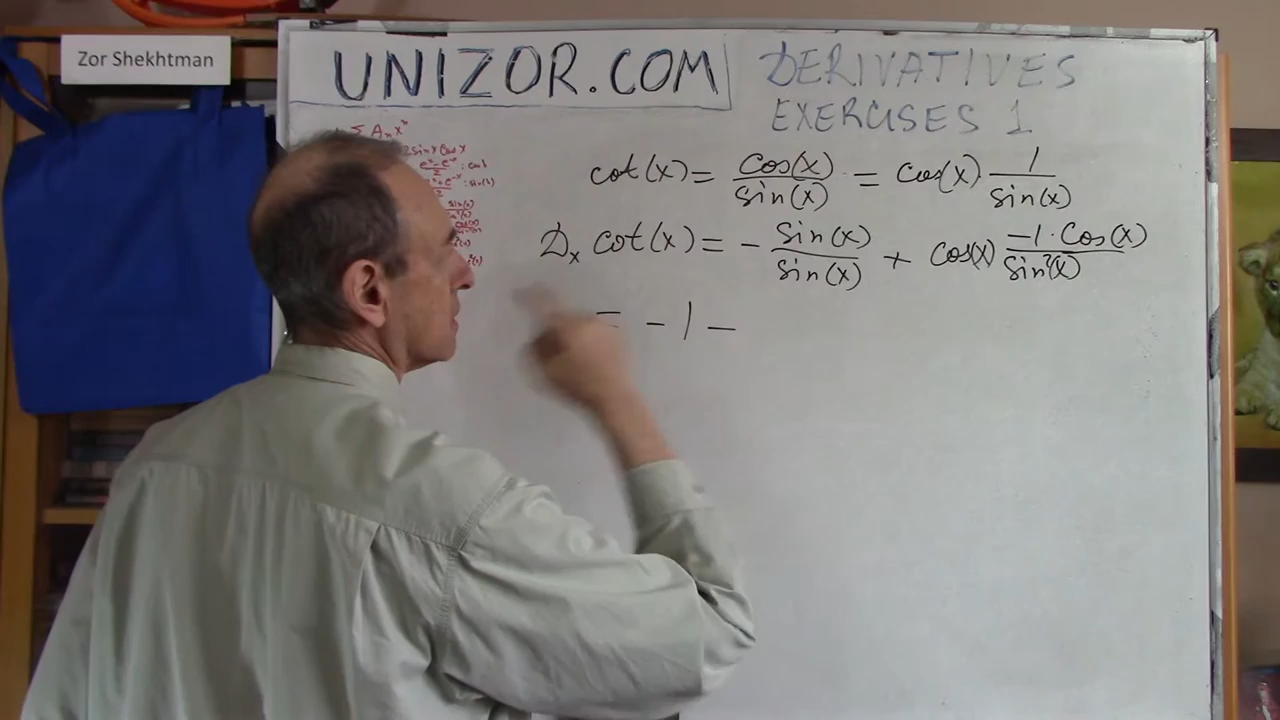 Zor Shekhtman
UNIZOR.COM
DERIVATIVES
EXERCISES 1
Σ Aₙxⁿ
cot(x) = cos(x)/sin(x) = cos(x) 1/sin(x)
Dₓ cot(x) = - sin(x)/sin(x) + cos(x) -1·cos(x)/sin²(x)
= -1 -